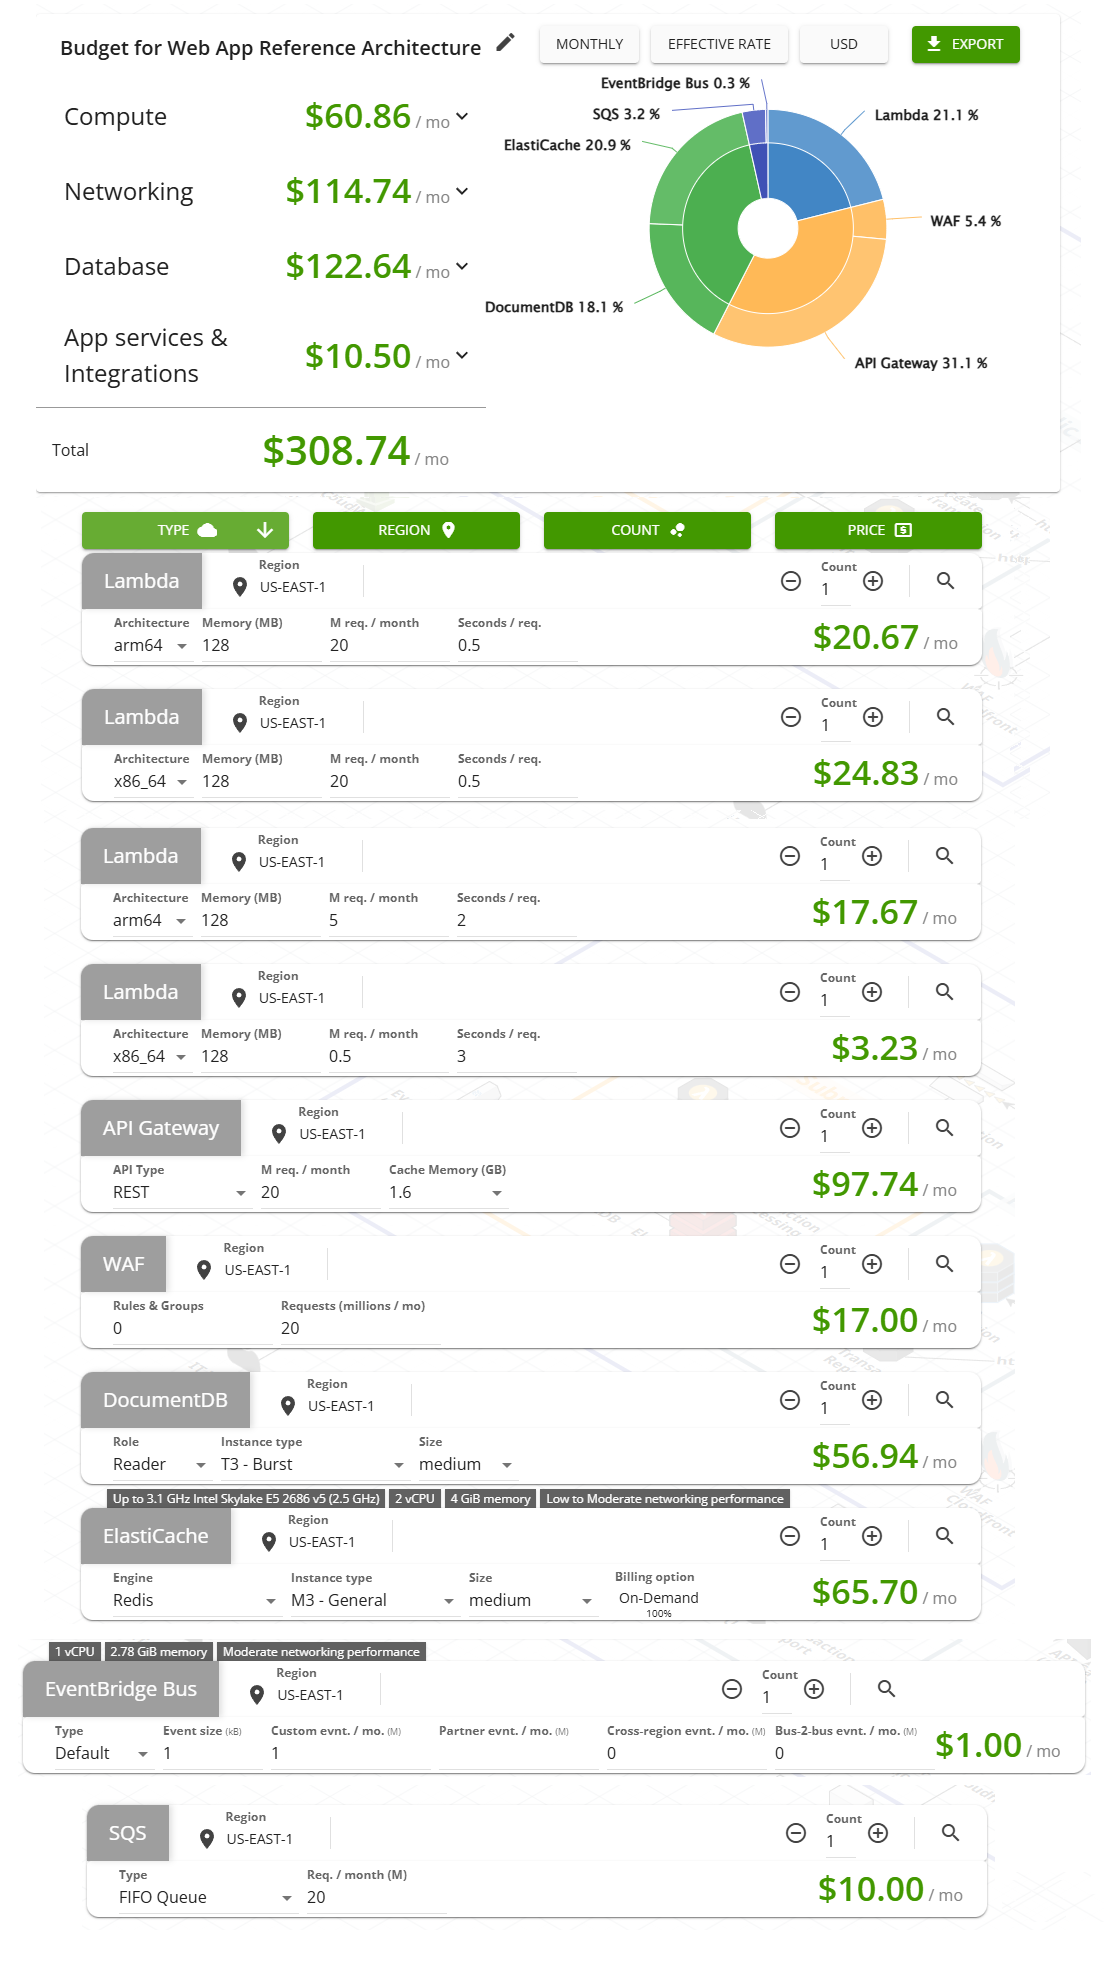 Budget for Web App Reference Architecture
MONTHLY
EFFECTIVE RATE
USD
EXPORT
Compute $60.86 / mo
Networking $114.74 / mo
Database $122.64 / mo
App services &
Integrations
$10.50 / mo
Total $308.74 / mo
EventBridge Bus 0.3 %
SQS 3.2 %
ElastiCache 20.9 %
DocumentDB 18.1 %
Lambda 21.1 %
WAF 5.4 %
API Gateway 31.1 %
TYPE REGION COUNT PRICE
Lambda
Region
US-EAST-1
Count
1
Architecture Memory (MB) M req. / month Seconds / req.
arm64 128 20 0.5
$20.67 / mo
Lambda
Region
US-EAST-1
Count
1
Architecture Memory (MB) M req. / month Seconds / req.
x86_64 128 20 0.5
$24.83 / mo
Lambda
Region
US-EAST-1
Count
1
Architecture Memory (MB) M req. / month Seconds / req.
arm64 128 5 2
$17.67 / mo
Lambda
Region
US-EAST-1
Count
1
Architecture Memory (MB) M req. / month Seconds / req.
x86_64 128 0.5 3
$3.23 / mo
API Gateway
Region
US-EAST-1
Count
1
API Type M req. / month Cache Memory (GB)
REST 20 1.6
$97.74 / mo
WAF
Region
US-EAST-1
Count
1
Rules & Groups Requests (millions / mo)
0 20
$17.00 / mo
DocumentDB
Region
US-EAST-1
Count
1
Role Instance type Size
Reader T3 - Burst medium
$56.94 / mo
Up to 3.1 GHz Intel Skylake E5 2686 v5 (2.5 GHz) 2 vCPU 4 GiB memory Low to Moderate networking performance
ElastiCache
Region
US-EAST-1
Count
1
Engine Instance type Size Billing option
Redis M3 - General medium On-Demand
100%
$65.70 / mo
1 vCPU 2.78 GiB memory Moderate networking performance
EventBridge Bus
Region
US-EAST-1
Count
1
Type Event size (kB) Custom evnt. / mo. (M) Partner evnt. / mo. (M) Cross-region evnt. / mo. (M) Bus-2-bus evnt. / mo. (M)
Default 1 1 0 0
$1.00 / mo
SQS
Region
US-EAST-1
Count
1
Type Req. / month (M)
FIFO Queue 20
$10.00 / mo